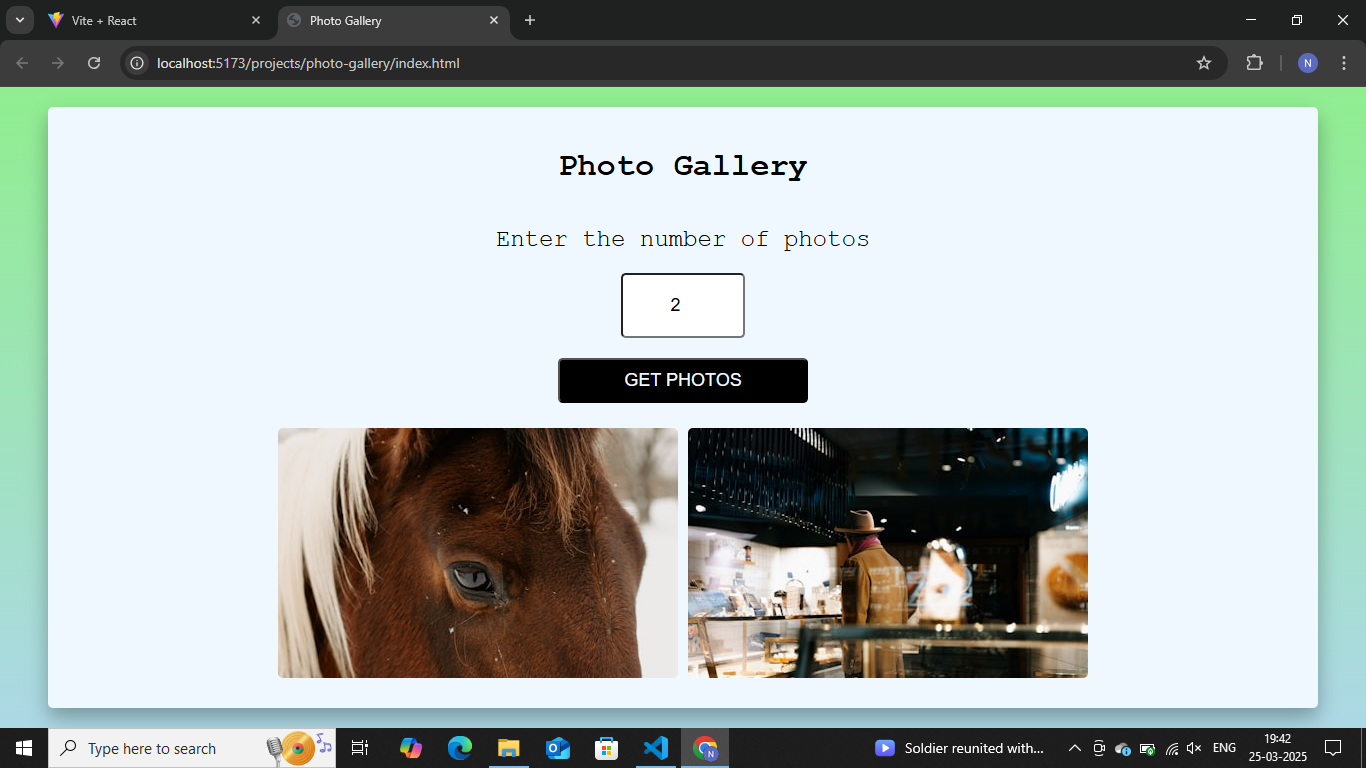 Vite + React
Photo Gallery
localhost:5173/projects/photo-gallery/index.html
N
Photo Gallery
Enter the number of photos
2
GET PHOTOS
Type here to search
N
Soldier reunited with...
ENG
19:42
25-03-2025